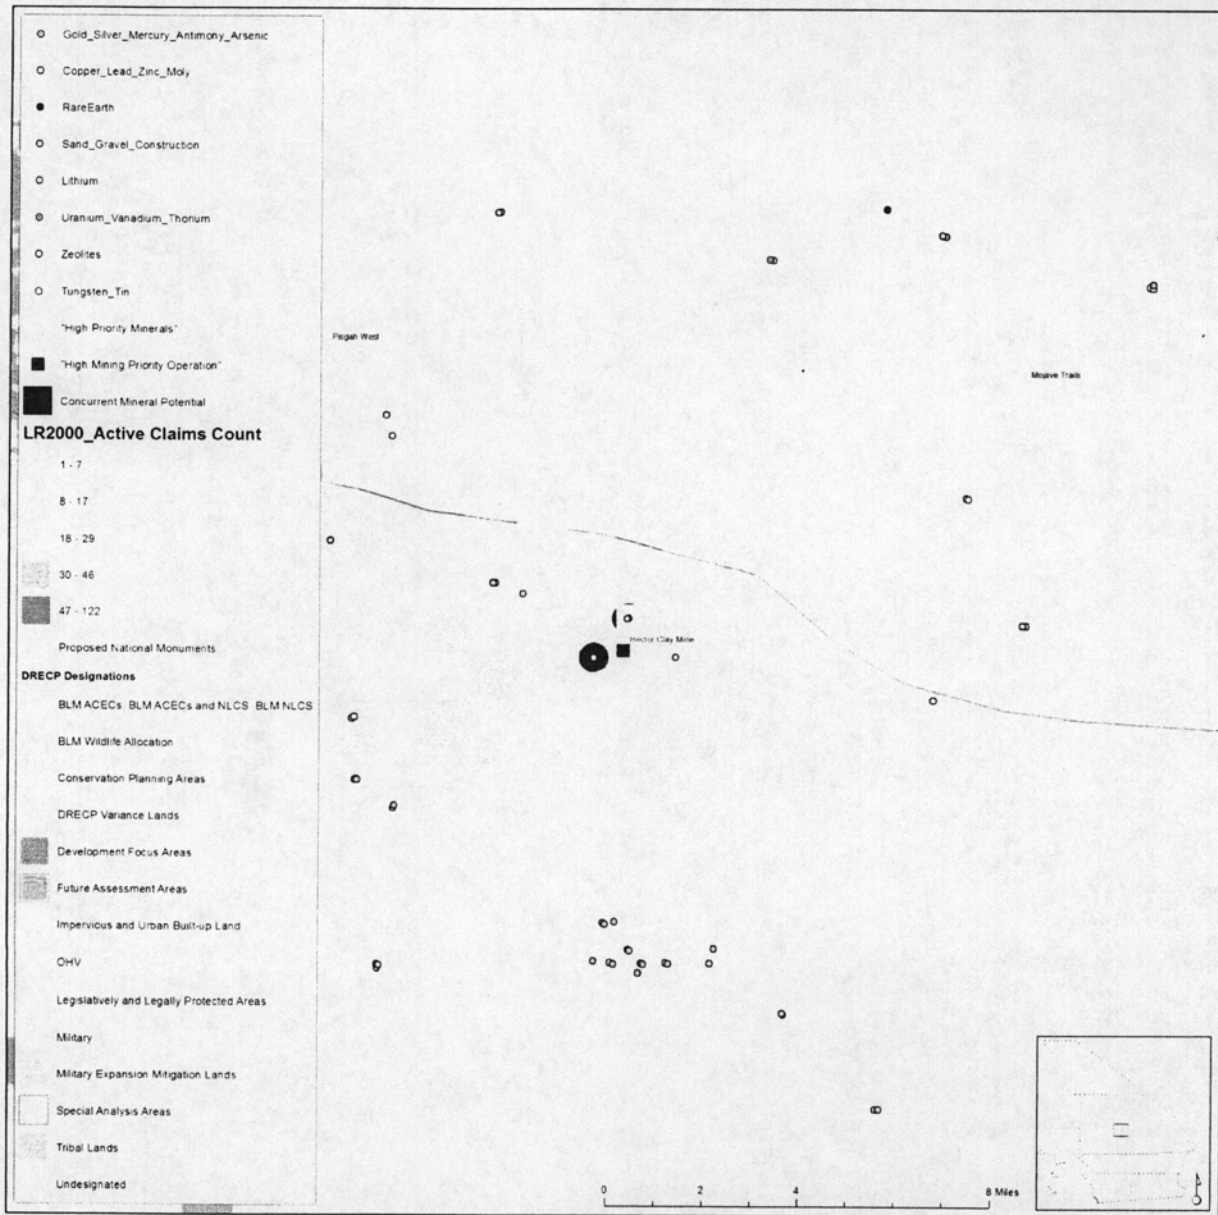 Gold_Silver_Mercury_Antimony_Arsenic
Copper_Lead_Zinc_Moly
RareEarth
Sand_Gravel_Construction
Lithium
Uranium_Vanadium_Thorium
Zeolites
Tungsten_Tin
"High Priority Minerals"
"High Mining Priority Operation"
Concurrent Mineral Potential
LR2000_Active Claims Count
1 - 7
8 - 17
18 - 29
30 - 46
47 - 122
Proposed National Monuments
DRECP Designations
BLM ACECs, BLM ACECs and NLCS, BLM NLCS
BLM Wildlife Allocation
Conservation Planning Areas
DRECP Variance Lands
Development Focus Areas
Future Assessment Areas
Impervious and Urban Built-up Land
OHV
Legislatively and Legally Protected Areas
Military
Military Expansion Mitigation Lands
Special Analysis Areas
Tribal Lands
Undesignated
Pisgah West
Mojave Trails
Hector Clay Mine
0 2 4 8 Miles